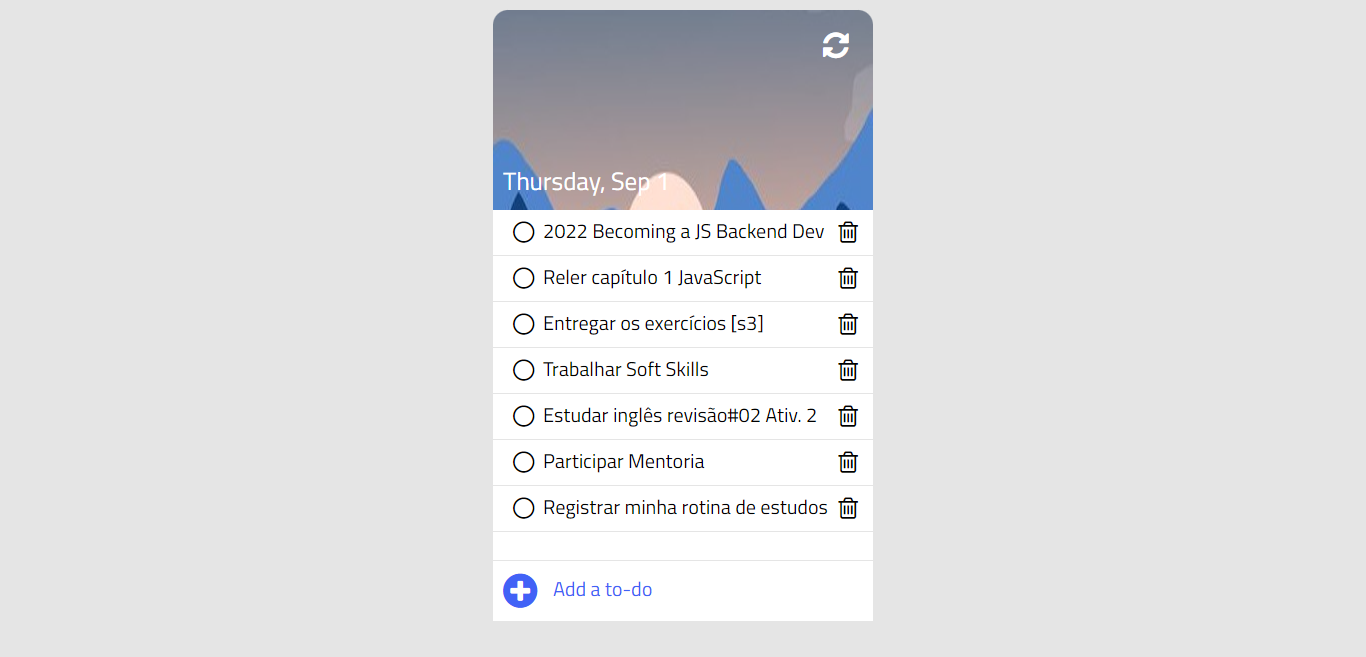 Thursday, Sep 1
2022 Becoming a JS Backend Dev
Reler capítulo 1 JavaScript
Entregar os exercícios [s3]
Trabalhar Soft Skills
Estudar inglês revisão#02 Ativ. 2
Participar Mentoria
Registrar minha rotina de estudos
Add a to-do